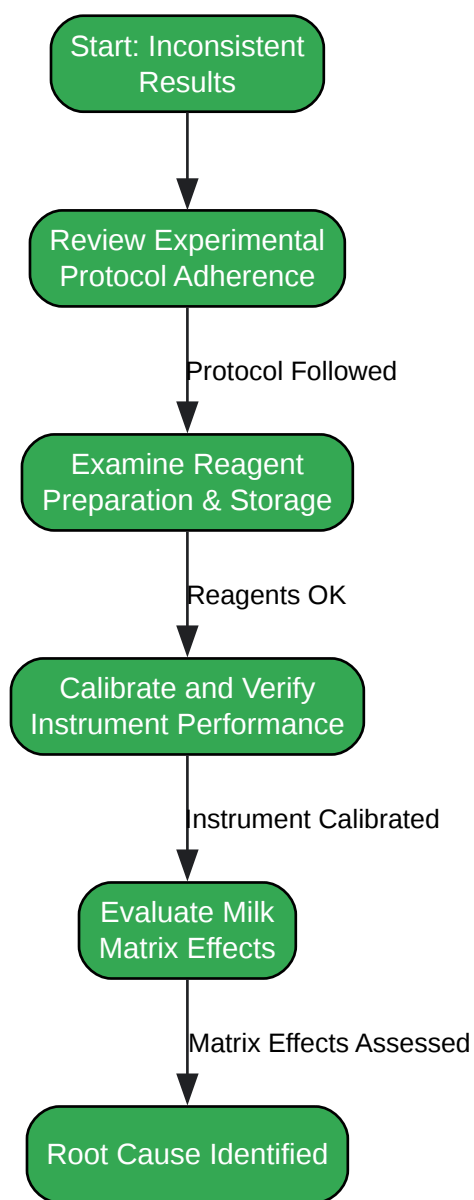 Start: Inconsistent
Results
Review Experimental
Protocol Adherence
Protocol Followed
Examine Reagent
Preparation & Storage
Reagents OK
Calibrate and Verify
Instrument Performance
Instrument Calibrated
Evaluate Milk
Matrix Effects
Matrix Effects Assessed
Root Cause Identified